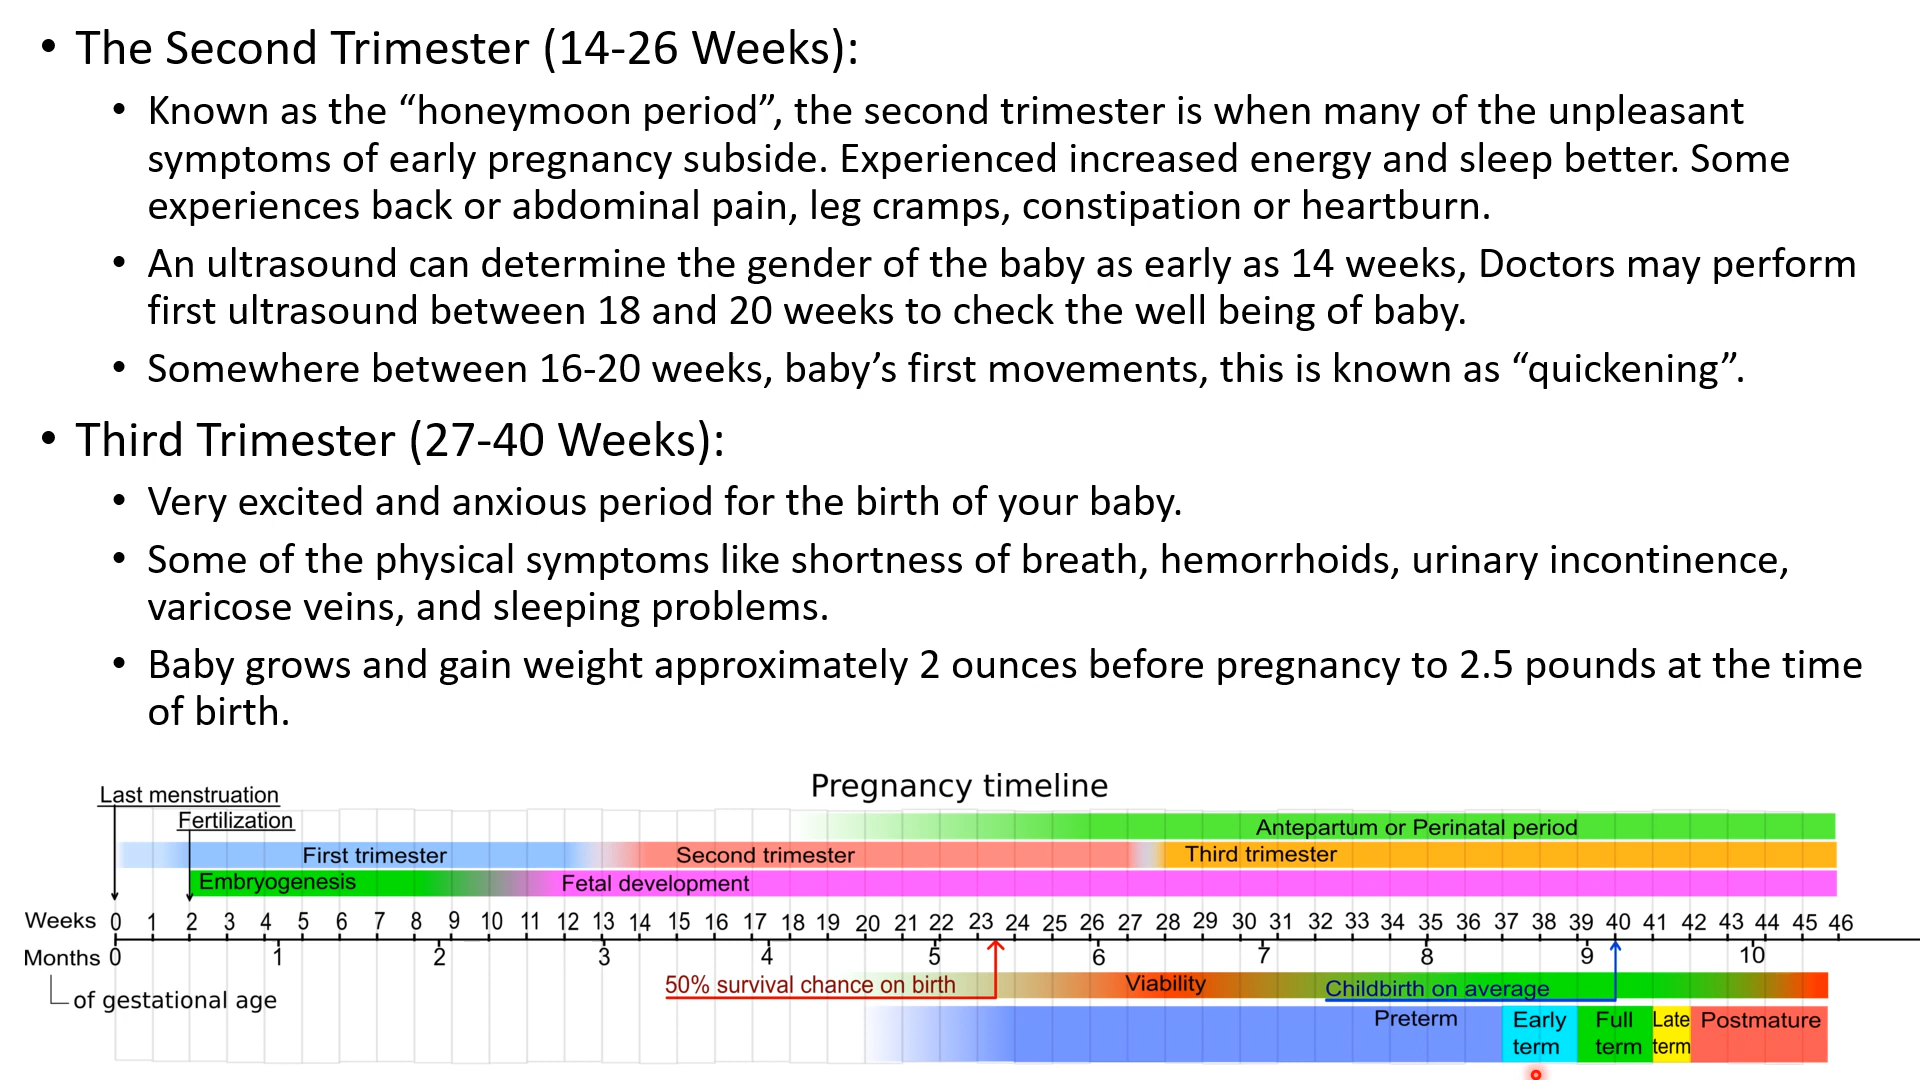 • The Second Trimester (14-26 Weeks):
• Known as the “honeymoon period”, the second trimester is when many of the unpleasant
symptoms of early pregnancy subside. Experienced increased energy and sleep better. Some
experiences back or abdominal pain, leg cramps, constipation or heartburn.
• An ultrasound can determine the gender of the baby as early as 14 weeks, Doctors may perform
first ultrasound between 18 and 20 weeks to check the well being of baby.
• Somewhere between 16-20 weeks, baby’s first movements, this is known as “quickening”.
• Third Trimester (27-40 Weeks):
• Very excited and anxious period for the birth of your baby.
• Some of the physical symptoms like shortness of breath, hemorrhoids, urinary incontinence,
varicose veins, and sleeping problems.
• Baby grows and gain weight approximately 2 ounces before pregnancy to 2.5 pounds at the time
of birth.
Pregnancy timeline
Last menstruation
Fertilization
Antepartum or Perinatal period
First trimester Second trimester Third trimester
Embryogenesis Fetal development
Weeks 0 1 2 3 4 5 6 7 8 9 10 11 12 13 14 15 16 17 18 19 20 21 22 23 24 25 26 27 28 29 30 31 32 33 34 35 36 37 38 39 40 41 42 43 44 45 46
Months 0 1 2 3 4 5 6 7 8 9 10
of gestational age
50% survival chance on birth Viability Childbirth on average
Preterm Early term Full term Late term Postmature